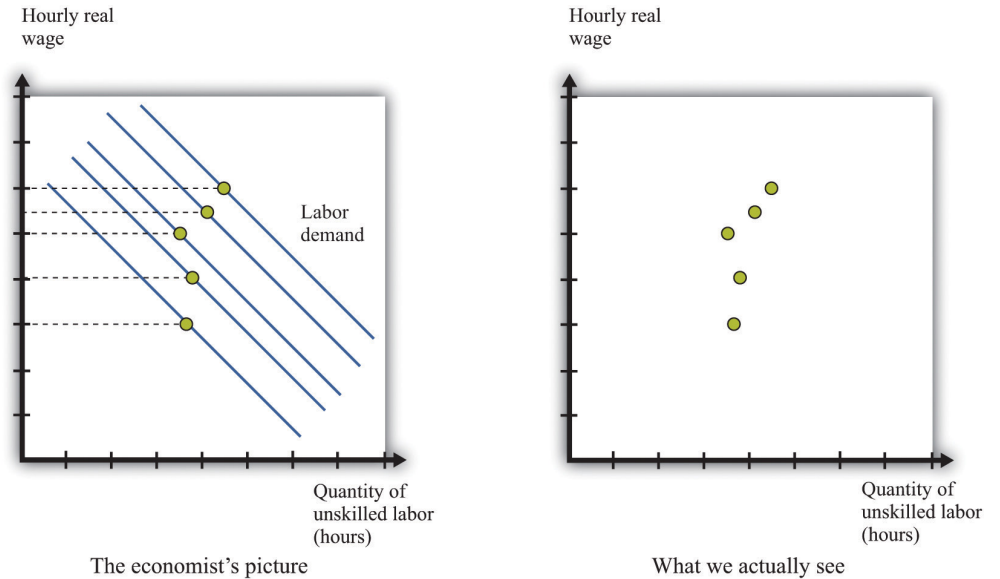 Hourly real
wage
Labor
demand
Quantity of
unskilled labor
(hours)
The economist’s picture
Hourly real
wage
Quantity of
unskilled labor
(hours)
What we actually see